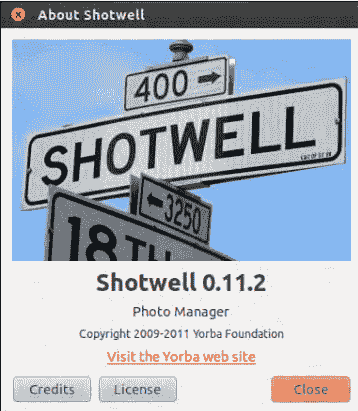 About Shotwell
400 →
SHOTWELL
← 3250
18TH
Shotwell 0.11.2
Photo Manager
Copyright 2009-2011 Yorba Foundation
Visit the Yorba web site
Credits License Close